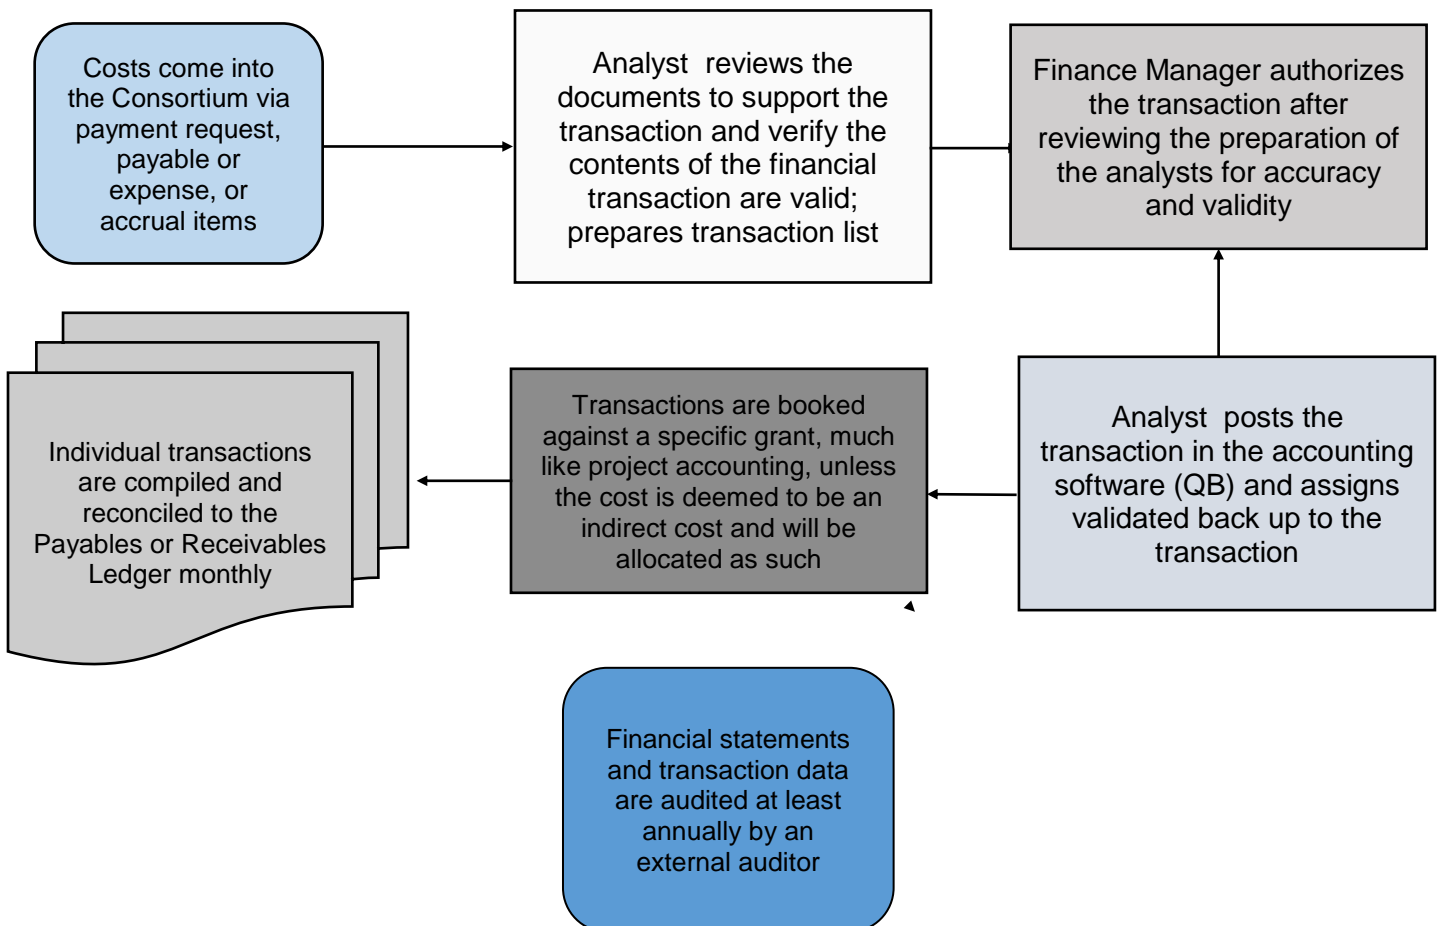 Costs come into
the Consortium via
payment request,
payable or
expense, or
accrual items
Analyst  reviews the
documents to support the
transaction and verify the
contents of the financial
transaction are valid;
prepares transaction list
Finance Manager authorizes
the transaction after
reviewing the preparation of
the analysts for accuracy
and validity
Analyst  posts the
transaction in the accounting
software (QB) and assigns
validated back up to the
transaction
Transactions are booked
against a specific grant, much
like project accounting, unless
the cost is deemed to be an
indirect cost and will be
allocated as such
Individual transactions
are compiled and
reconciled to the
Payables or Receivables
Ledger monthly
Financial statements
and transaction data
are audited at least
annually by an
external auditor